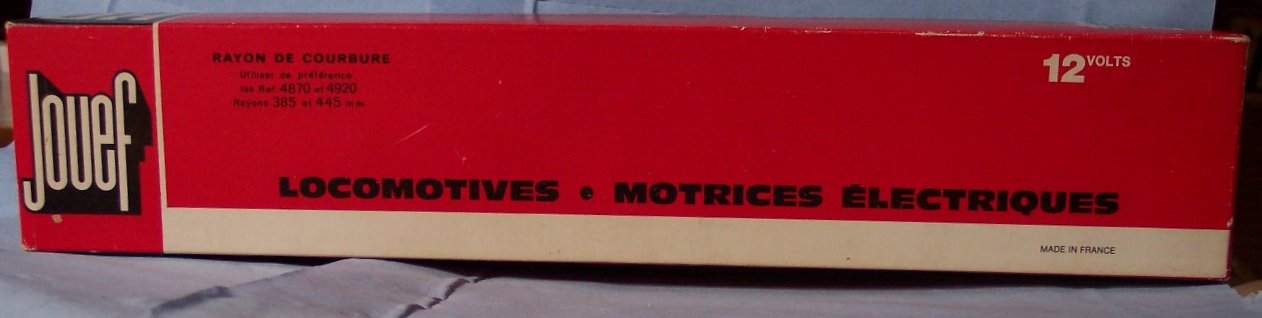 Jouef
RAYON DE COURBURE
Utiliser de préférence
les Ref. 4870 et 4920
Rayons 385 et 445 mm
12 VOLTS
LOCOMOTIVES • MOTRICES ÉLECTRIQUES
MADE IN FRANCE